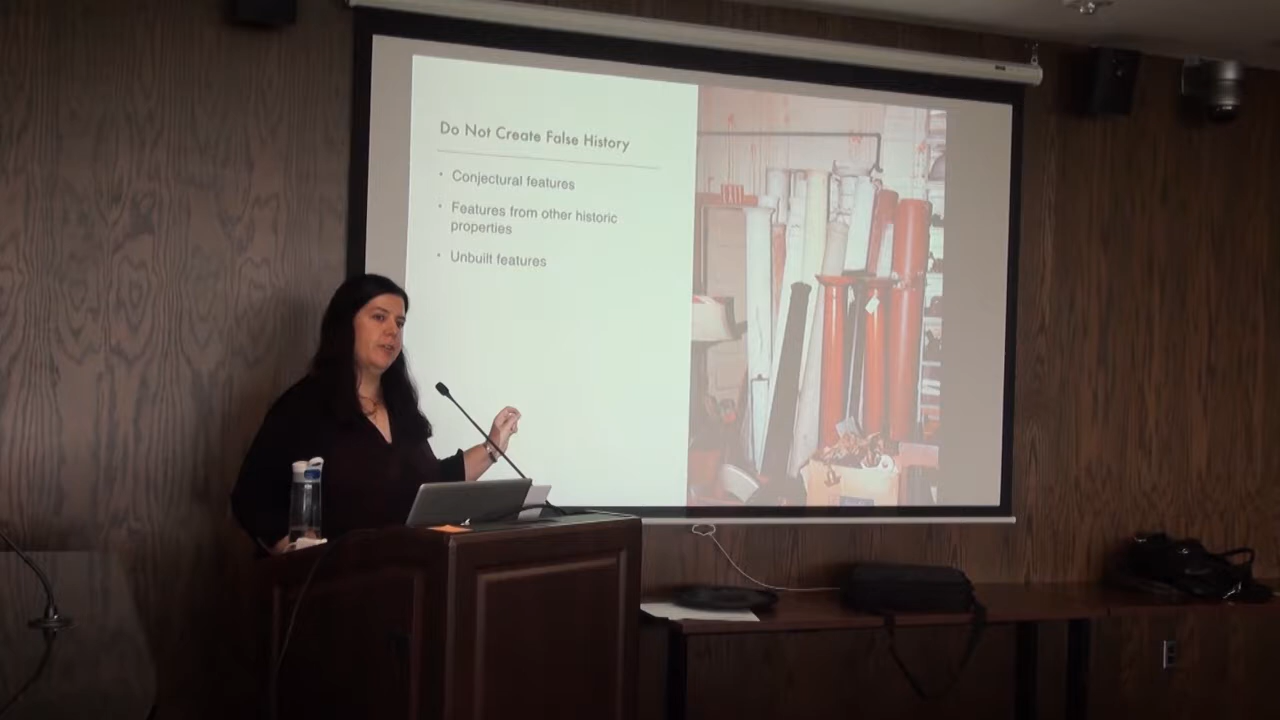 Do Not Create False History
• Conjectural features
• Features from other historic
properties
• Unbuilt features